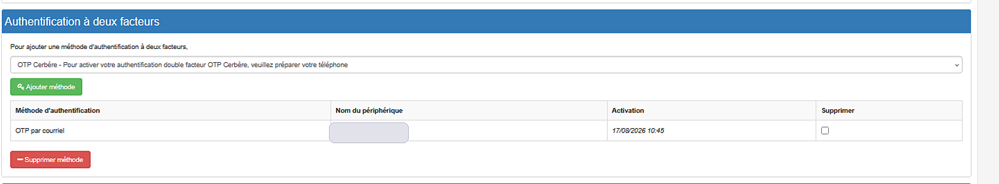 Authentification à deux facteurs
Pour ajouter une méthode d'authentification à deux facteurs,
OTP Cerbère - Pour activer votre authentification double facteur OTP Cerbère, veuillez préparer votre téléphone
Ajouter méthode
Méthode d'authentification Nom du périphérique Activation Supprimer
OTP par courriel 17/08/2026 10:45
Supprimer méthode